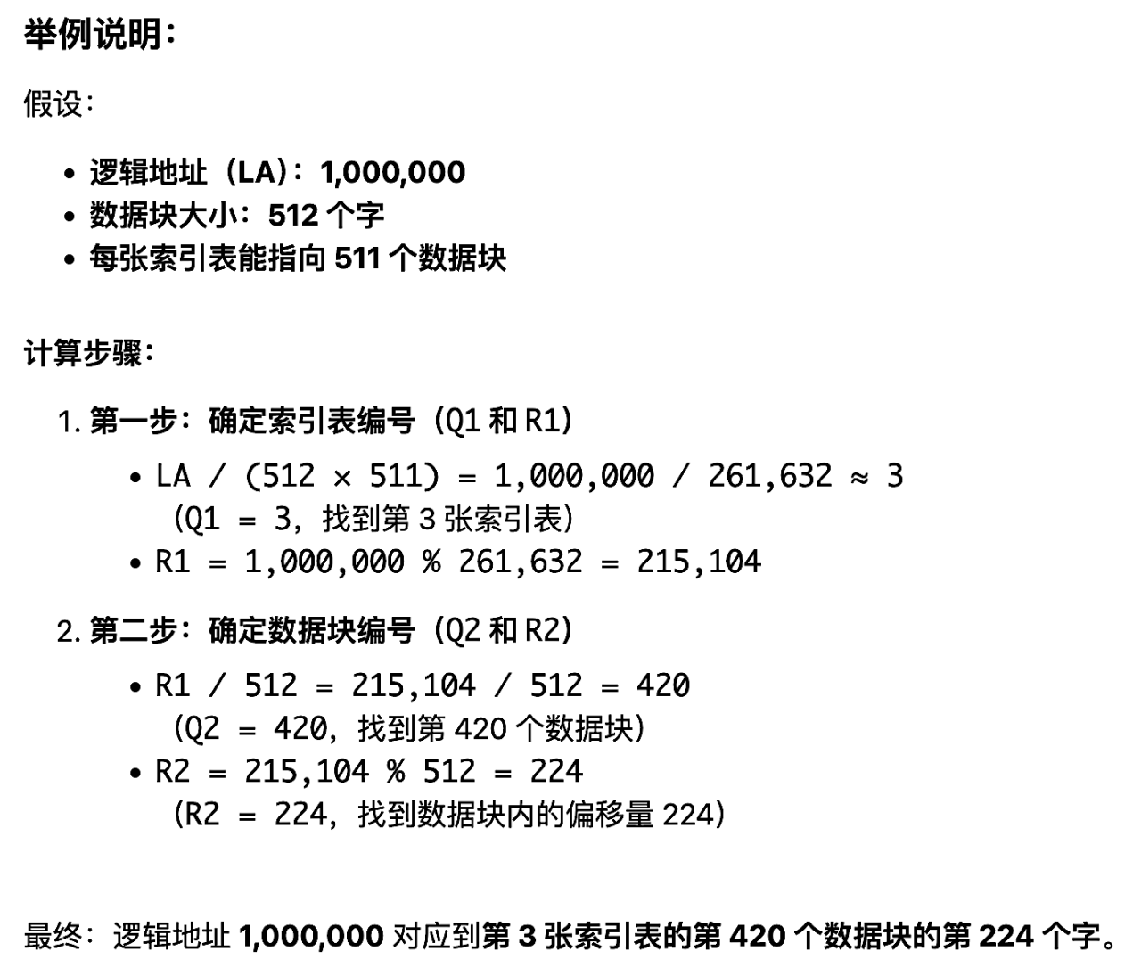 举例说明：
假设：
• 逻辑地址（LA）：1,000,000
• 数据块大小：512 个字
• 每张索引表能指向 511 个数据块
计算步骤：
1. 第一步：确定索引表编号（Q1 和 R1）
• LA / (512 × 511) = 1,000,000 / 261,632 ≈ 3
（Q1 = 3，找到第 3 张索引表）
• R1 = 1,000,000 % 261,632 = 215,104
2. 第二步：确定数据块编号（Q2 和 R2）
• R1 / 512 = 215,104 / 512 = 420
（Q2 = 420，找到第 420 个数据块）
• R2 = 215,104 % 512 = 224
（R2 = 224，找到数据块内的偏移量 224）
最终：逻辑地址 1,000,000 对应到第 3 张索引表的第 420 个数据块的第 224 个字。